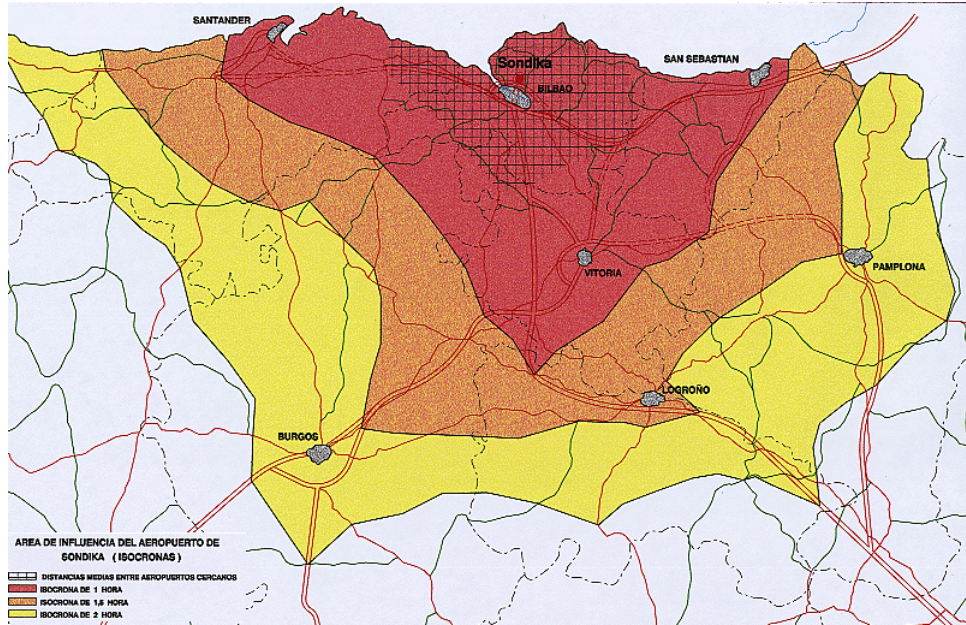 SANTANDER
Sondika
SAN SEBASTIAN
BILBAO
VITORIA
PAMPLONA
LOGROÑO
BURGOS
AREA DE INFLUENCIA DEL AEROPUERTO DE
SONDIKA ( ISOCRONAS )
DISTANCIAS MEDIAS ENTRE AEROPUERTOS CERCANOS
ISOCRONA DE 1 HORA
ISOCRONA DE 1,5 HORA
ISOCRONA DE 2 HORA